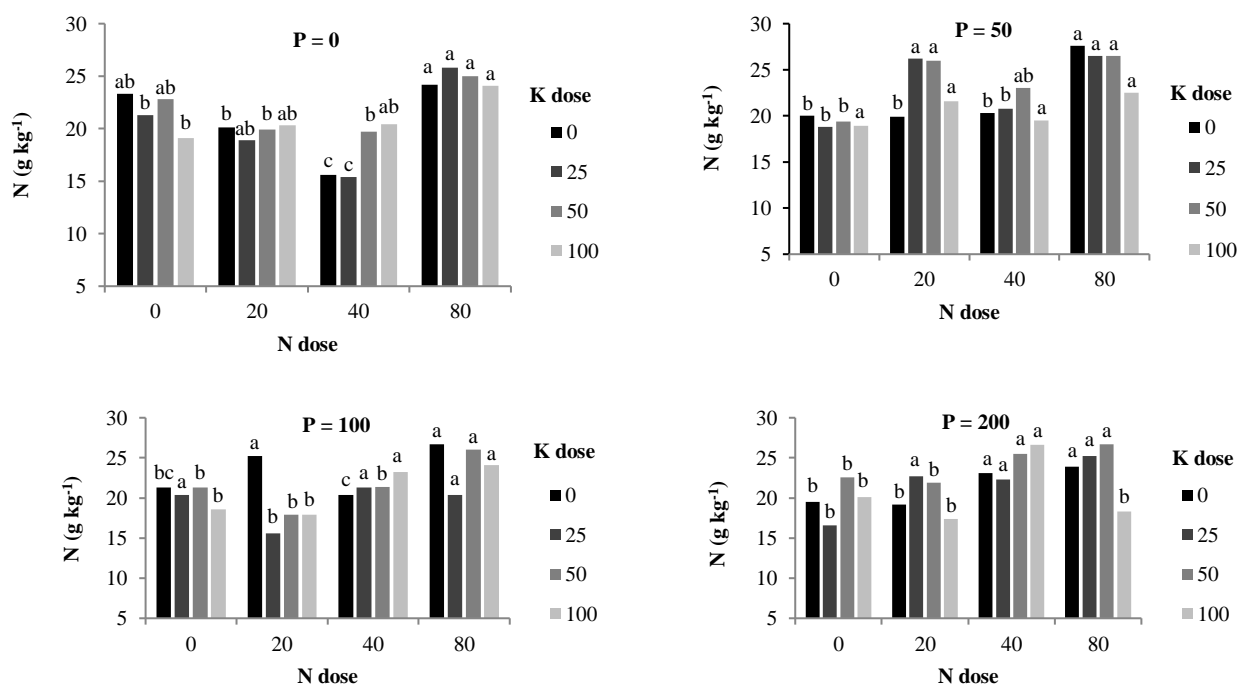 P = 0
N (g kg-1)
30
25
20
15
10
5
ab b ab b
b ab b ab
c c b ab
a a a a
0 20 40 80
N dose
K dose
0
25
50
100
P = 50
N (g kg-1)
30
25
20
15
10
5
b b b a
b a a a
b b ab a
a a a a
0 20 40 80
N dose
K dose
0
25
50
100
P = 100
N (g kg-1)
30
25
20
15
10
5
bc a b b
a b b b
c a b a
a a a a
0 20 40 80
N dose
K dose
0
25
50
100
P = 200
N (g kg-1)
30
25
20
15
10
5
b b b b
b a b b
a a a a
a a a b
0 20 40 80
N dose
K dose
0
25
50
100